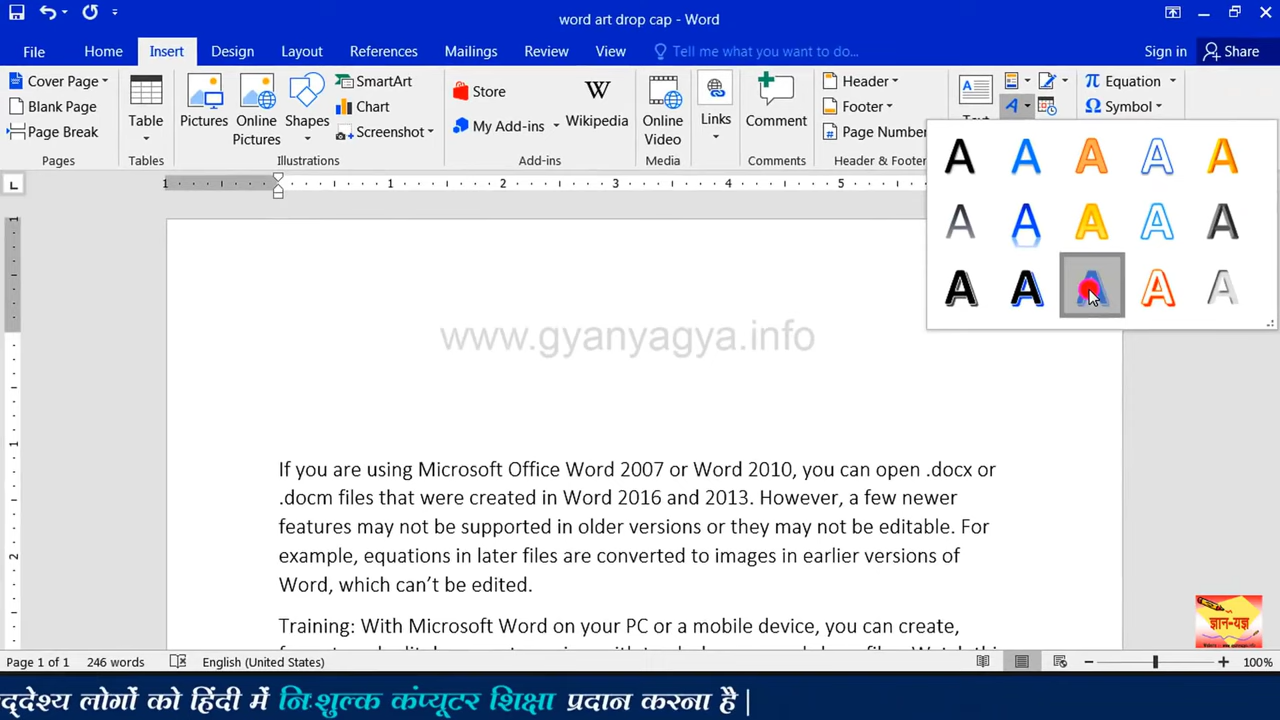 word art drop cap - Word
File Home Insert Design Layout References Mailings Review View Tell me what you want to do... Sign in Share
Cover Page
Blank Page
Page Break
Pages
Table
Tables
Pictures
Online Pictures
Shapes
SmartArt
Chart
Screenshot
Illustrations
Store
My Add-ins
Wikipedia
Add-ins
Online Video
Media
Links
Comment
Comments
Header
Footer
Page Number
Header & Foote
Equation
Symbol
A A A A A
A A A A A
A A A A A
1 1 2 3 4 5
www.gyanyagya.info
If you are using Microsoft Office Word 2007 or Word 2010, you can open .docx or
.docm files that were created in Word 2016 and 2013. However, a few newer
features may not be supported in older versions or they may not be editable. For
example, equations in later files are converted to images in earlier versions of
Word, which can’t be edited.
Training: With Microsoft Word on your PC or a mobile device, you can create,
ज्ञान-यज्ञ
Page 1 of 1 246 words English (United States) 100%
द्देश्य लोगों को हिंदी में निःशुल्क कंप्यूटर शिक्षा प्रदान करना है |